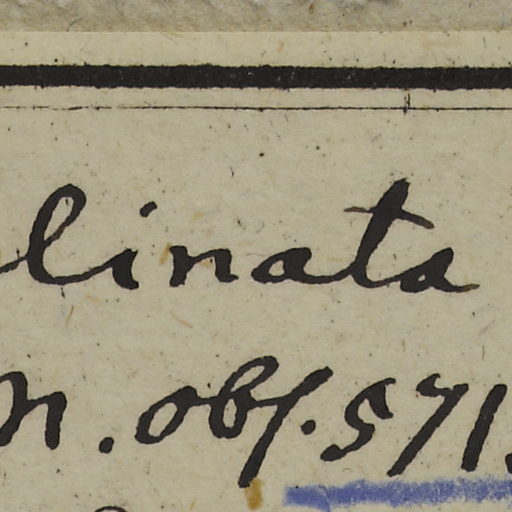 linata
n. obſ. 571.